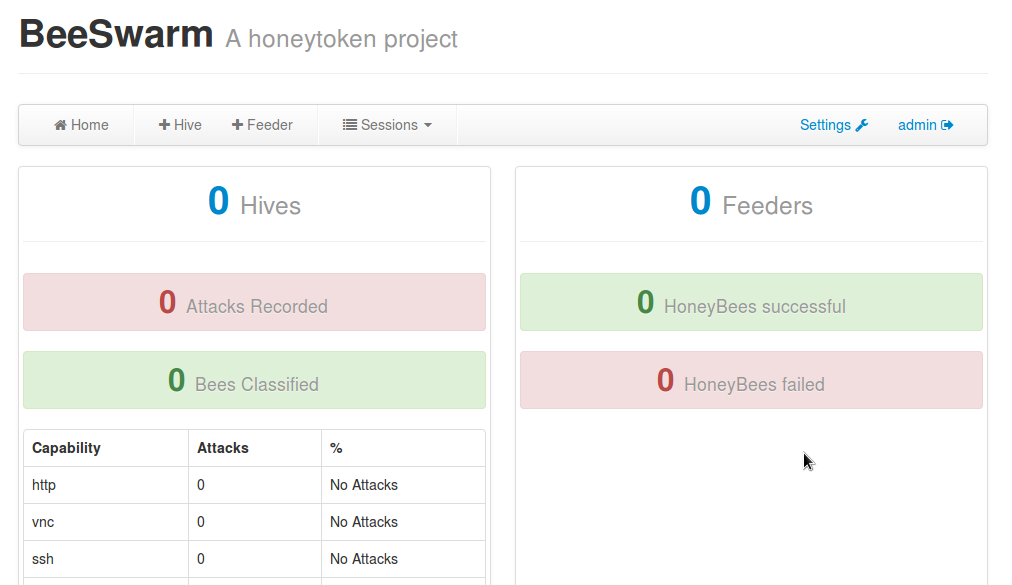 BeeSwarm A honeytoken project
Home Hive Feeder Sessions Settings admin
0 Hives
0 Attacks Recorded
0 Bees Classified
Capability Attacks %
http 0 No Attacks
vnc 0 No Attacks
ssh 0 No Attacks
0 Feeders
0 HoneyBees successful
0 HoneyBees failed